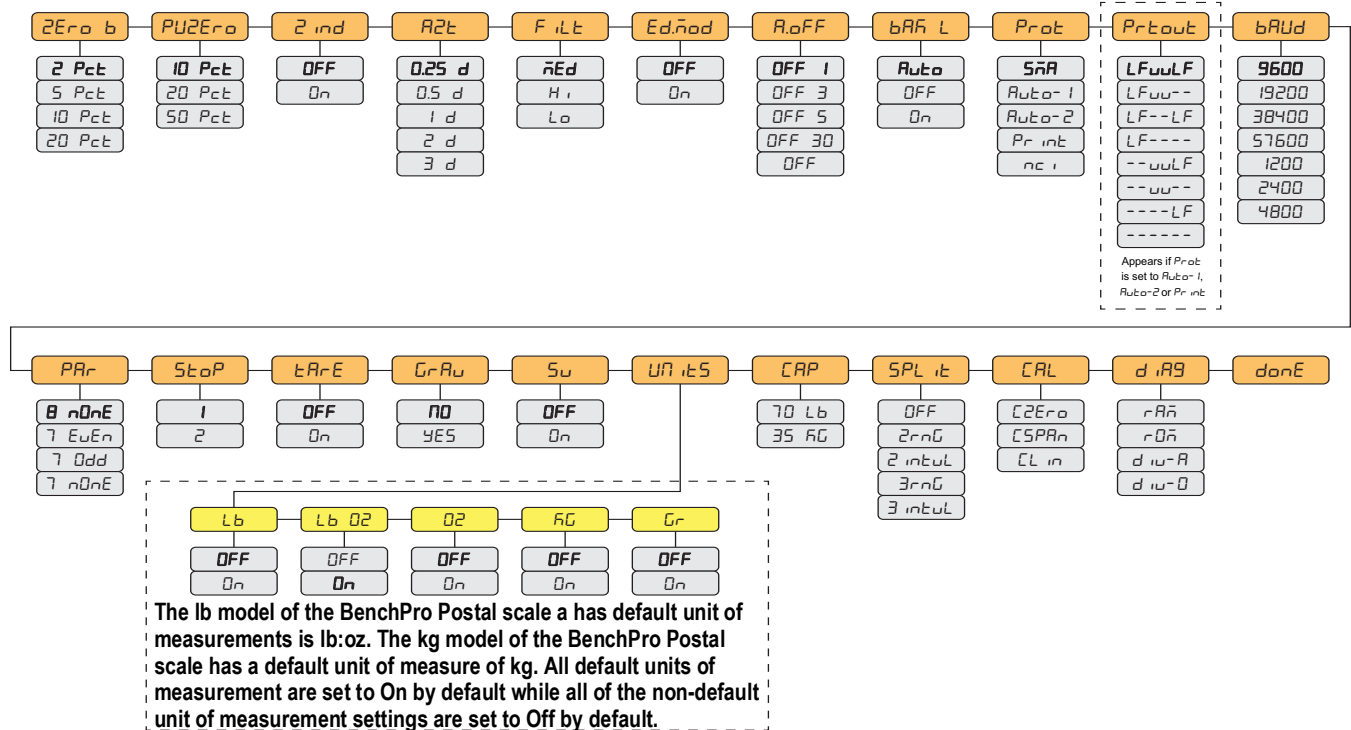 ZEro b PUZEro Z ind AZt FiLt Ed.mod A.oFF bAK L Prot Prtout bAUd
2 Pct 10 Pct OFF 0.25 d mEd OFF OFF 1 Auto SmA LFuuLF 9600
5 Pct 20 Pct On 0.5 d Hi On OFF 3 OFF Auto-1 LFuu-- 19200
10 Pct 50 Pct 1 d Lo OFF 5 On Auto-2 LF--LF 38400
20 Pct 2 d OFF 30 Print LF---- 57600
3 d OFF nci --uuLF 1200
--uu-- 2400
----LF 4800
------
Appears if Prot
is set to Auto-1,
Auto-2 or Print
PAr StoP tArE GrAv Su UNitS CAP SPLit CAL diAg donE
8 nOnE 1 OFF NO OFF 70 Lb OFF CZEro rAm
7 EvEn 2 On YES On 35 KG 2rnG CSPAn rOm
7 Odd 2 intvL CLin div-A
7 nOnE 3rnG div-O
3 intvL
Lb Lb OZ OZ KG Gr
OFF OFF OFF OFF OFF
On On On On On
The lb model of the BenchPro Postal scale a has default unit of
measurements is lb:oz. The kg model of the BenchPro Postal
scale has a default unit of measure of kg. All default units of
measurement are set to On by default while all of the non-default
unit of measurement settings are set to Off by default.